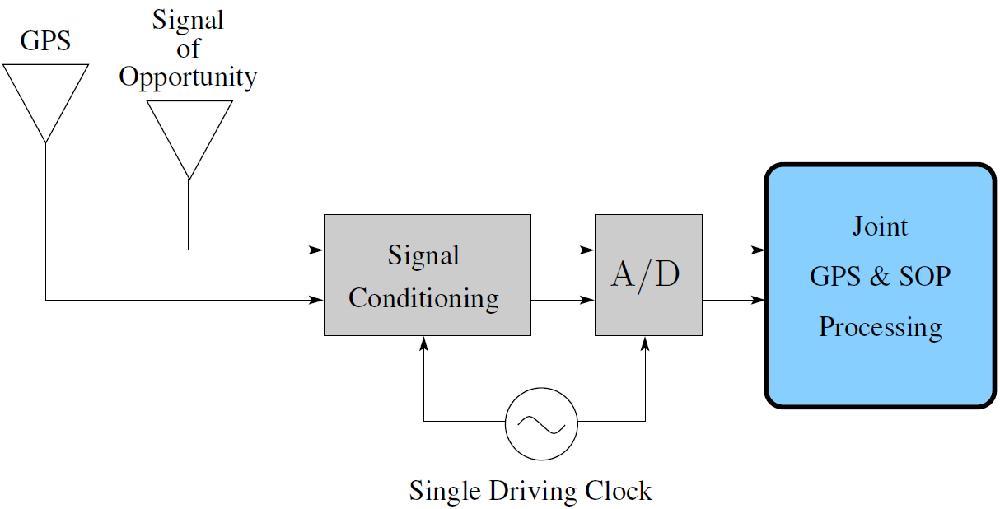 GPS
Signal
of
Opportunity
Signal
Conditioning
A/D
Joint
GPS & SOP
Processing
Single Driving Clock